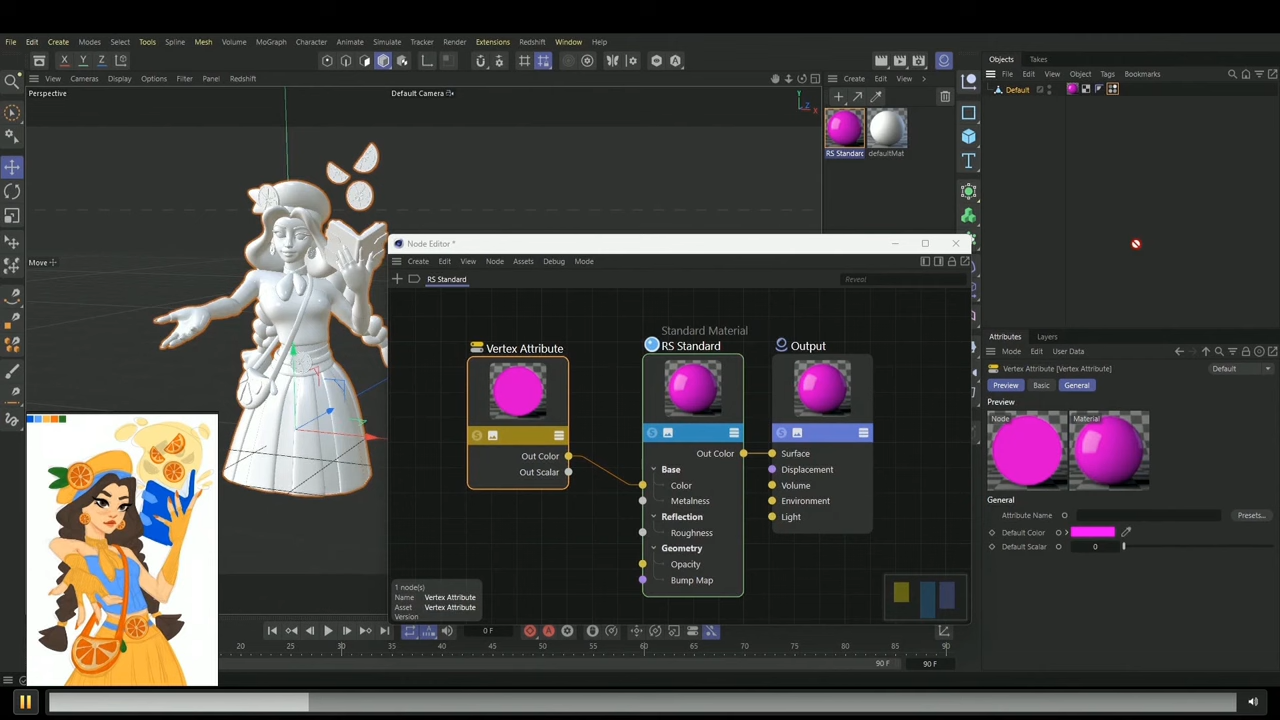 File Edit Create Modes Select Tools Spline Mesh Volume MoGraph Character Animate Simulate Tracker Render Extensions Redshift Window Help
Objects Takes
X Y Z
File Edit View Object Tags Bookmarks
View Cameras Display Options Filter Panel Redshift
Create Edit View
Default
Perspective
Default Camera
Y
X
RS Standard
defaultMat
Move
Node Editor *
Create Edit View Node Assets Debug Mode
RS Standard
Reveal
Vertex Attribute
Out Color
Out Scalar
Standard Material
RS Standard
Out Color
Base
Color
Metalness
Reflection
Roughness
Geometry
Opacity
Bump Map
Output
Surface
Displacement
Volume
Environment
Light
1 node(s)
Name Vertex Attribute
Asset Vertex Attribute
Version
Attributes Layers
Mode Edit User Data
Vertex Attribute [Vertex Attribute]
Default
Preview Basic General
Preview
Node
Material
General
Attribute Name
Presets...
Default Color
Default Scalar 0
0 F
20 25 30 35 40 45 50 55 60 65 70 75 80 85 90
90 F
90 F